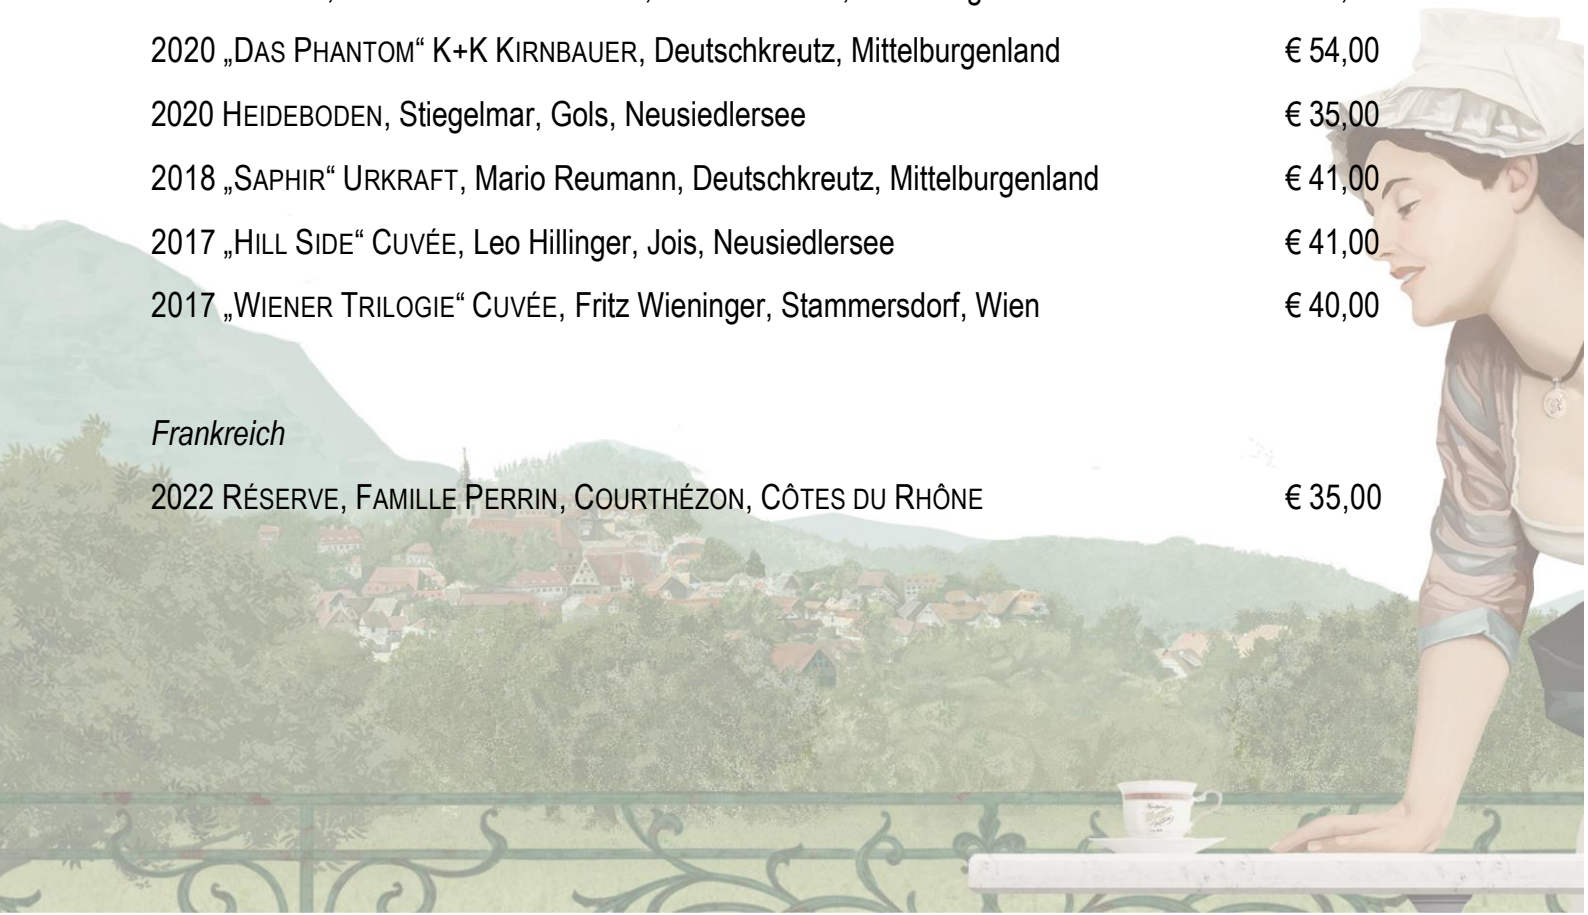 2020 „DAS PHANTOM“ K+K KIRNBAUER, Deutschkreutz, Mittelburgenland € 54,00
2020 HEIDEBODEN, Stiegelmar, Gols, Neusiedlersee € 35,00
2018 „SAPHIR“ URKRAFT, Mario Reumann, Deutschkreutz, Mittelburgenland € 41,00
2017 „HILL SIDE“ CUVÉE, Leo Hillinger, Jois, Neusiedlersee € 41,00
2017 „WIENER TRILOGIE“ CUVÉE, Fritz Wieninger, Stammersdorf, Wien € 40,00
Frankreich
2022 RÉSERVE, FAMILLE PERRIN, COURTHÉZON, CÔTES DU RHÔNE € 35,00